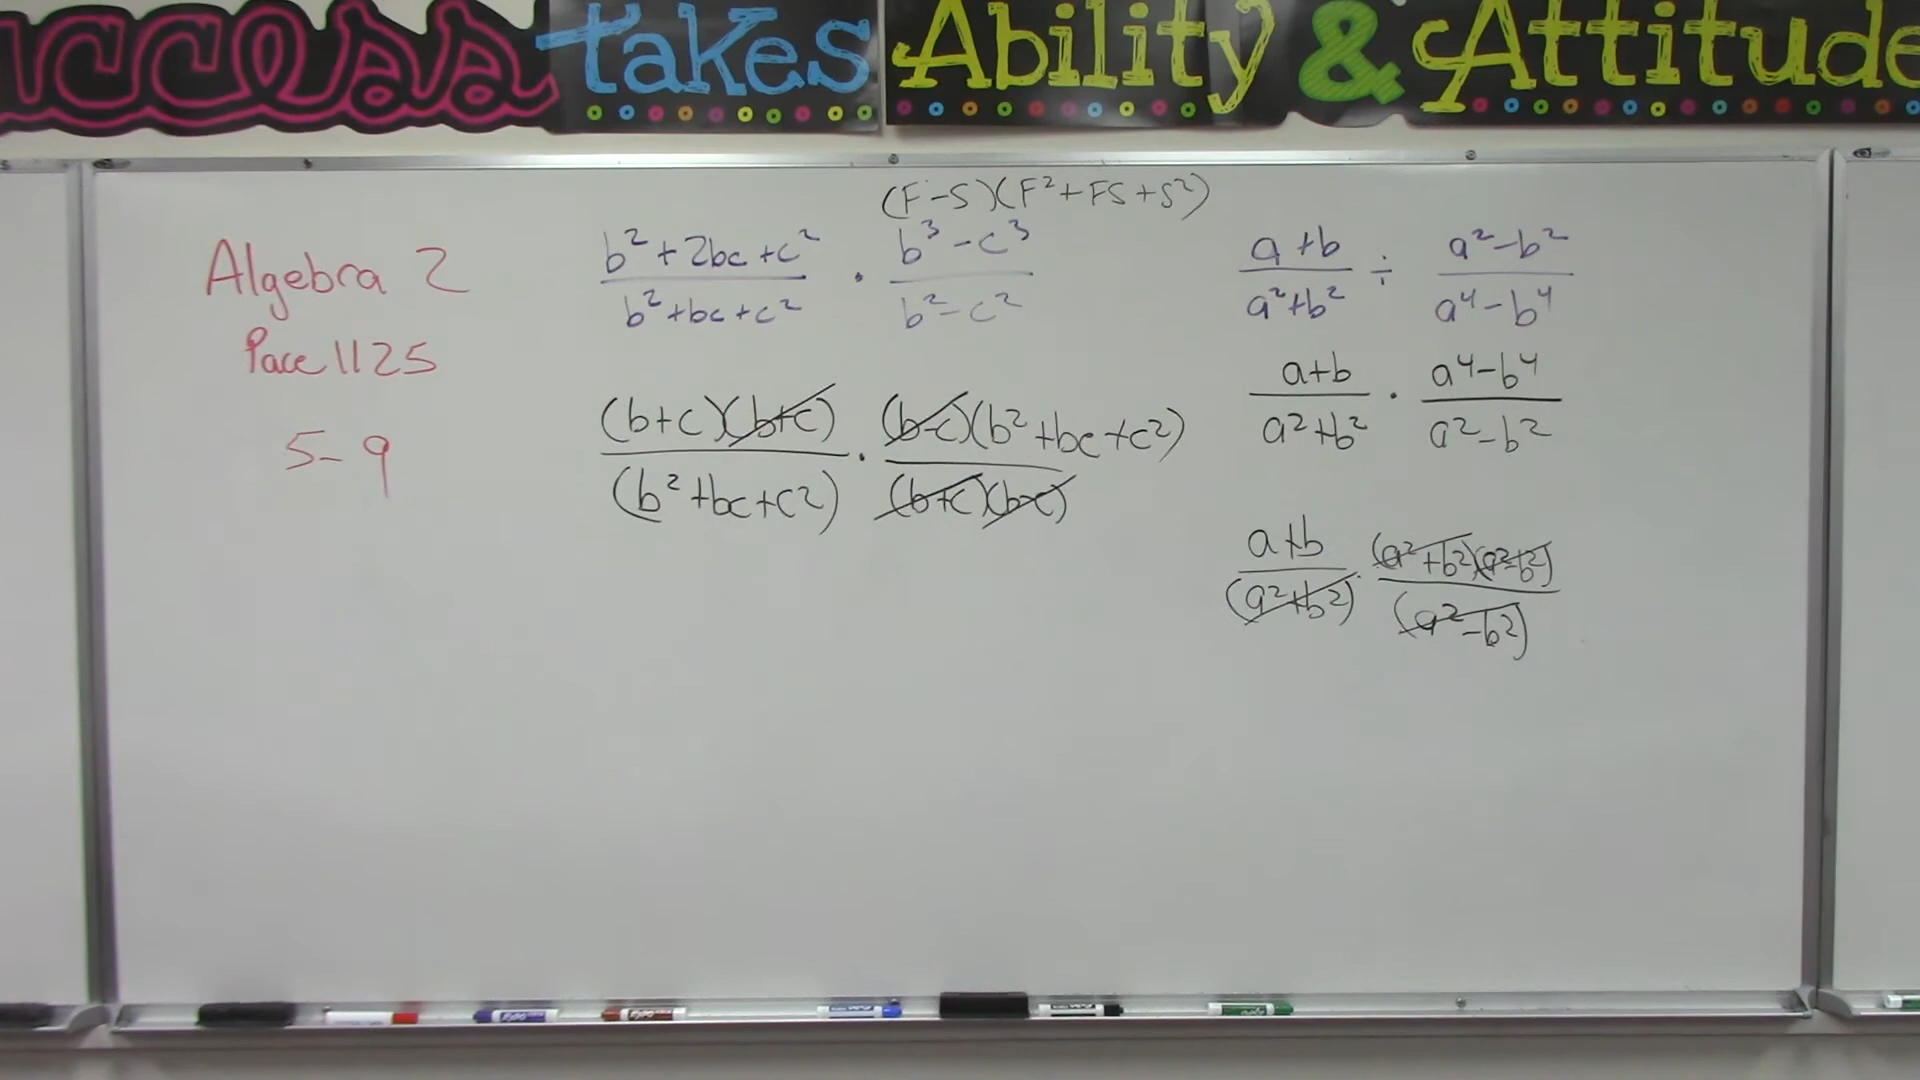 uccess takes Ability & Attitude
Algebra 2
Pace 1125
5-9
(F-S)(F²+FS+S²)
b²+2bc+c² / b²+bc+c² · b³-c³ / b²-c²
(b+c)(b+c) / (b²+bc+c²) · (b-c)(b²+bc+c²) / (b+c)(b-c)
a+b / a²+b² ÷ a²-b² / a⁴-b⁴
a+b / a²+b² · a⁴-b⁴ / a²-b²
a+b / (a²+b²) · (a²+b²)(a²-b²) / (a²-b²)